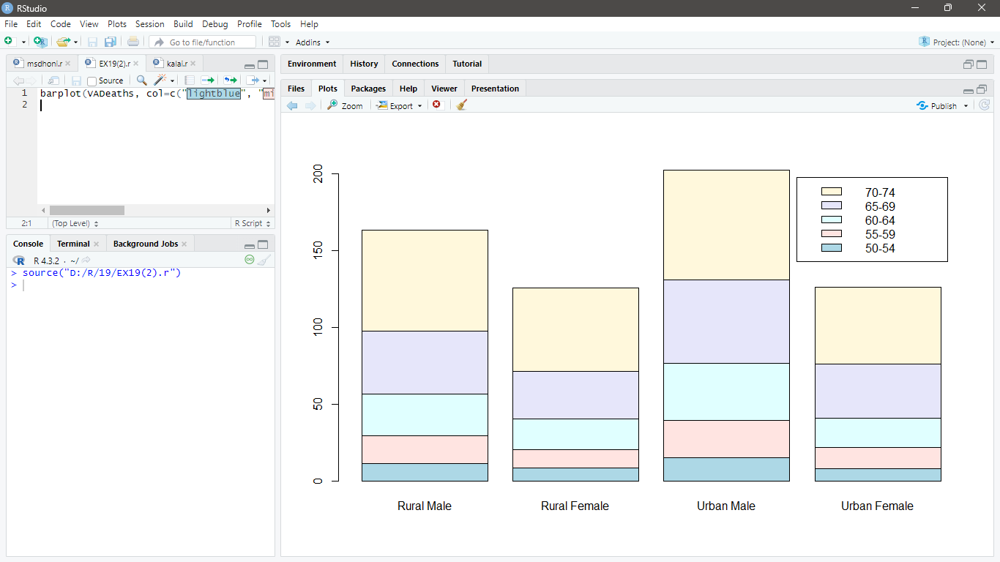 RStudio
File Edit Code View Plots Session Build Debug Profile Tools Help
Go to file/function Addins Project: (None)
msdhoni.r EX19(2).r kalai.r
Source
1 barplot(VADeaths, col=c("lightblue", "mi
2
2:1 (Top Level) R Script
Console Terminal Background Jobs
R 4.3.2 · ~/
> source("D:/R/19/EX19(2).r")
>
Environment History Connections Tutorial
Files Plots Packages Help Viewer Presentation
Zoom Export Publish
200
150
100
50
0
70-74
65-69
60-64
55-59
50-54
Rural Male Rural Female Urban Male Urban Female